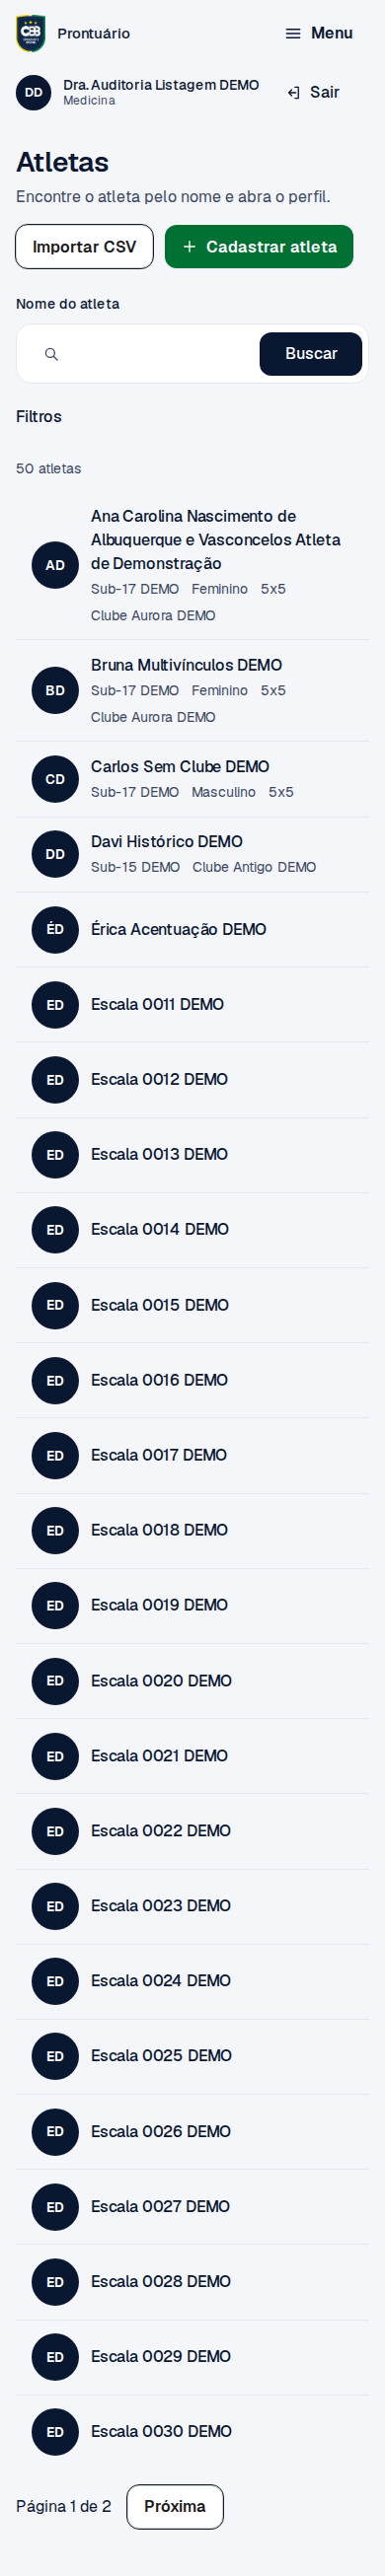 CBB
Prontuário
Menu
DD
Dra. Auditoria Listagem DEMO
Medicina
Sair
Atletas
Encontre o atleta pelo nome e abra o perfil.
Importar CSV
Cadastrar atleta
Nome do atleta
Buscar
Filtros
50 atletas
AD
Ana Carolina Nascimento de
Albuquerque e Vasconcelos Atleta
de Demonstração
Sub-17 DEMO Feminino 5x5
Clube Aurora DEMO
BD
Bruna Multivínculos DEMO
Sub-17 DEMO Feminino 5x5
Clube Aurora DEMO
CD
Carlos Sem Clube DEMO
Sub-17 DEMO Masculino 5x5
DD
Davi Histórico DEMO
Sub-15 DEMO Clube Antigo DEMO
ÉD
Érica Acentuação DEMO
ED
Escala 0011 DEMO
ED
Escala 0012 DEMO
ED
Escala 0013 DEMO
ED
Escala 0014 DEMO
ED
Escala 0015 DEMO
ED
Escala 0016 DEMO
ED
Escala 0017 DEMO
ED
Escala 0018 DEMO
ED
Escala 0019 DEMO
ED
Escala 0020 DEMO
ED
Escala 0021 DEMO
ED
Escala 0022 DEMO
ED
Escala 0023 DEMO
ED
Escala 0024 DEMO
ED
Escala 0025 DEMO
ED
Escala 0026 DEMO
ED
Escala 0027 DEMO
ED
Escala 0028 DEMO
ED
Escala 0029 DEMO
ED
Escala 0030 DEMO
Página 1 de 2
Próxima